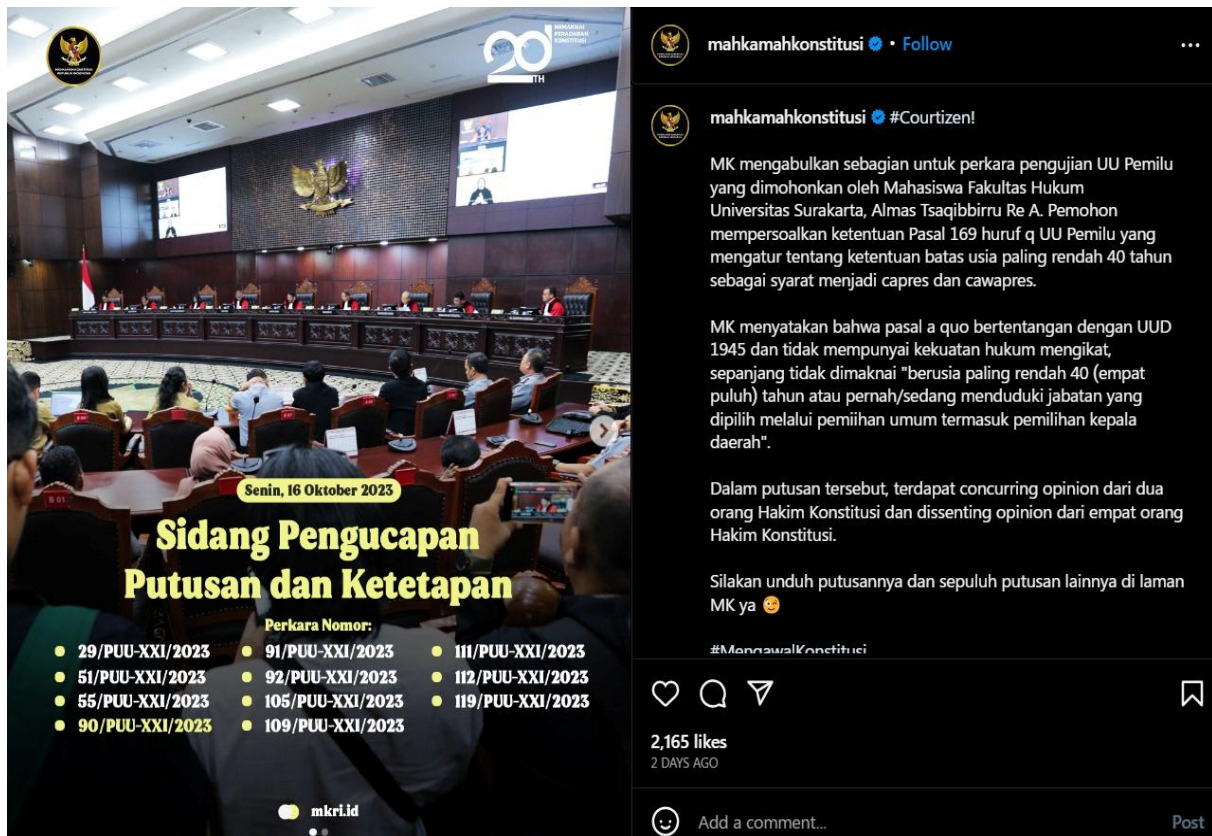 20
TH
MEMAKNAI
PERADABAN
KONSTITUSI
Senin, 16 Oktober 2023
Sidang Pengucapan
Putusan dan Ketetapan
Perkara Nomor:
29/PUU-XXI/2023
51/PUU-XXI/2023
55/PUU-XXI/2023
90/PUU-XXI/2023
91/PUU-XXI/2023
92/PUU-XXI/2023
105/PUU-XXI/2023
109/PUU-XXI/2023
111/PUU-XXI/2023
112/PUU-XXI/2023
119/PUU-XXI/2023
mkri.id
mahkamahkonstitusi • Follow
mahkamahkonstitusi #Courtizen!
MK mengabulkan sebagian untuk perkara pengujian UU Pemilu
yang dimohonkan oleh Mahasiswa Fakultas Hukum
Universitas Surakarta, Almas Tsaqibbirru Re A. Pemohon
mempersoalkan ketentuan Pasal 169 huruf q UU Pemilu yang
mengatur tentang ketentuan batas usia paling rendah 40 tahun
sebagai syarat menjadi capres dan cawapres.
MK menyatakan bahwa pasal a quo bertentangan dengan UUD
1945 dan tidak mempunyai kekuatan hukum mengikat,
sepanjang tidak dimaknai "berusia paling rendah 40 (empat
puluh) tahun atau pernah/sedang menduduki jabatan yang
dipilih melalui pemiihan umum termasuk pemilihan kepala
daerah".
Dalam putusan tersebut, terdapat concurring opinion dari dua
orang Hakim Konstitusi dan dissenting opinion dari empat orang
Hakim Konstitusi.
Silakan unduh putusannya dan sepuluh putusan lainnya di laman
MK ya 😉
#MengawalKonstitusi
2,165 likes
2 DAYS AGO
Add a comment...
Post